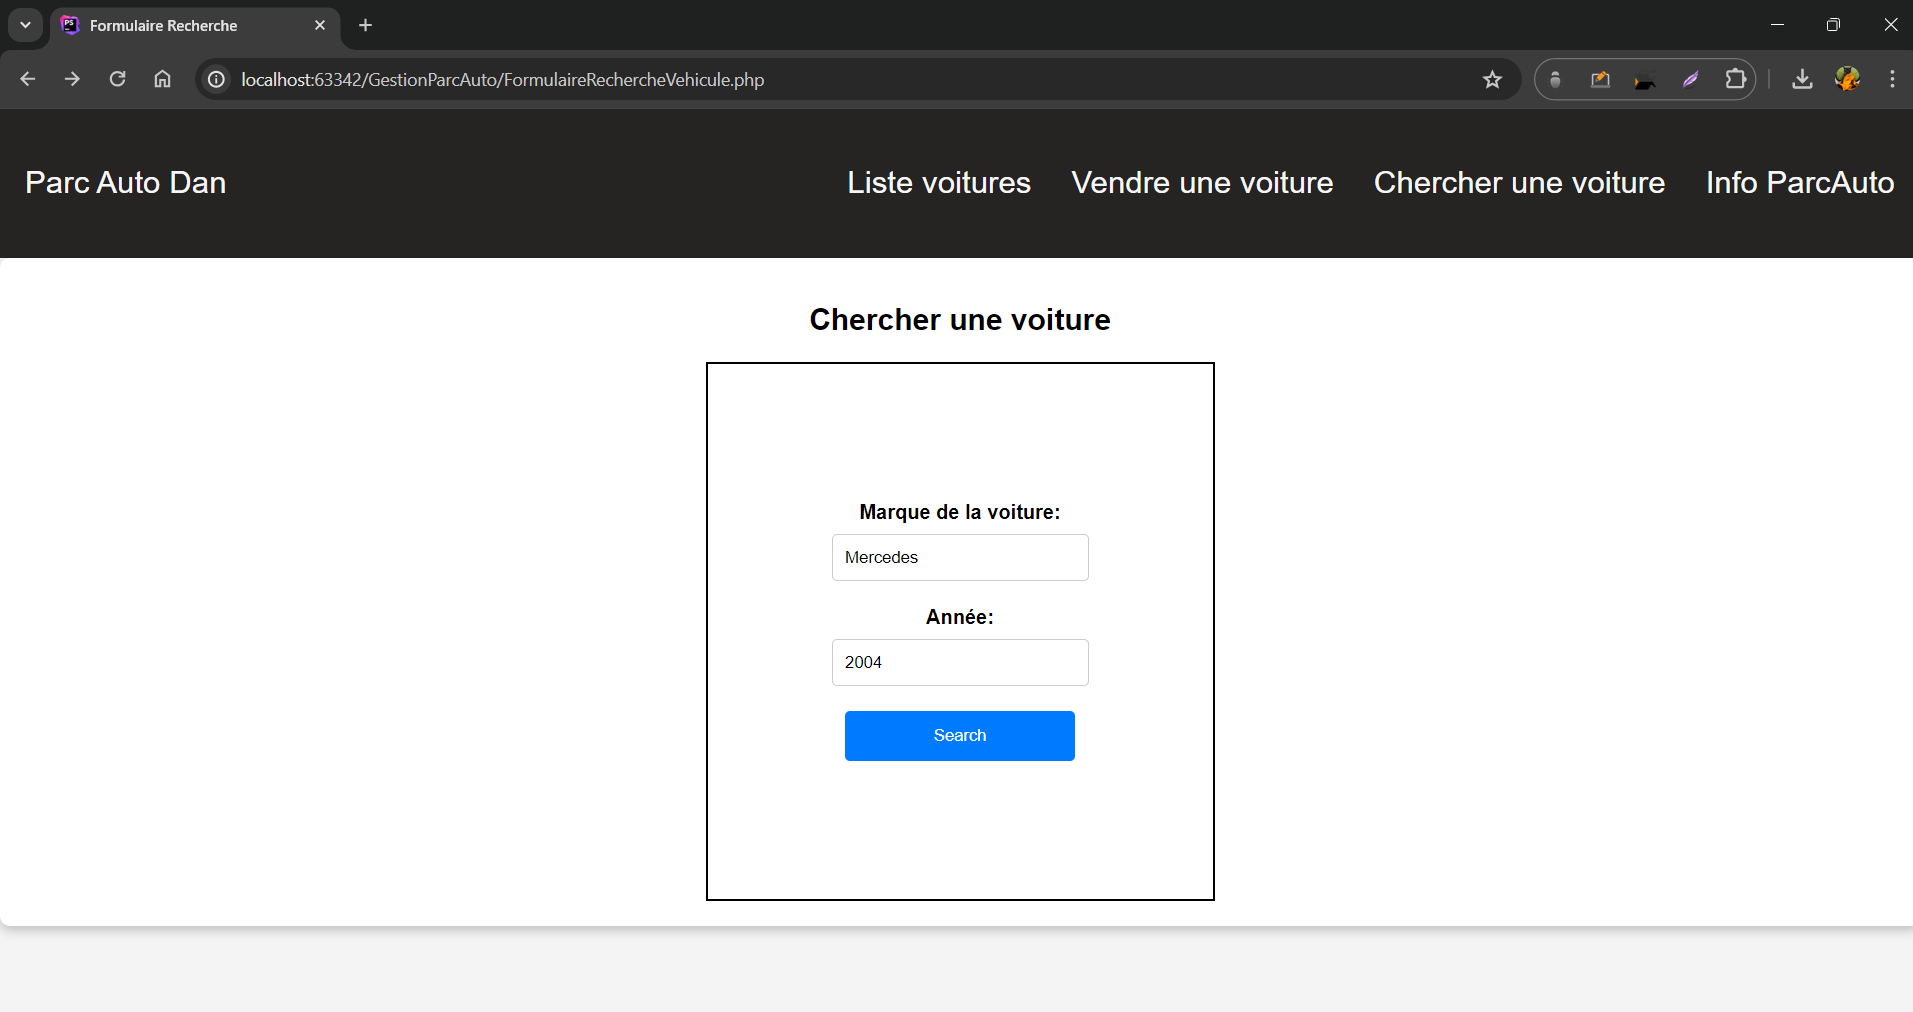 Formulaire Recherche
localhost:63342/GestionParcAuto/FormulaireRechercheVehicule.php
Parc Auto Dan
Liste voitures
Vendre une voiture
Chercher une voiture
Info ParcAuto
Chercher une voiture
Marque de la voiture:
Mercedes
Année:
2004
Search